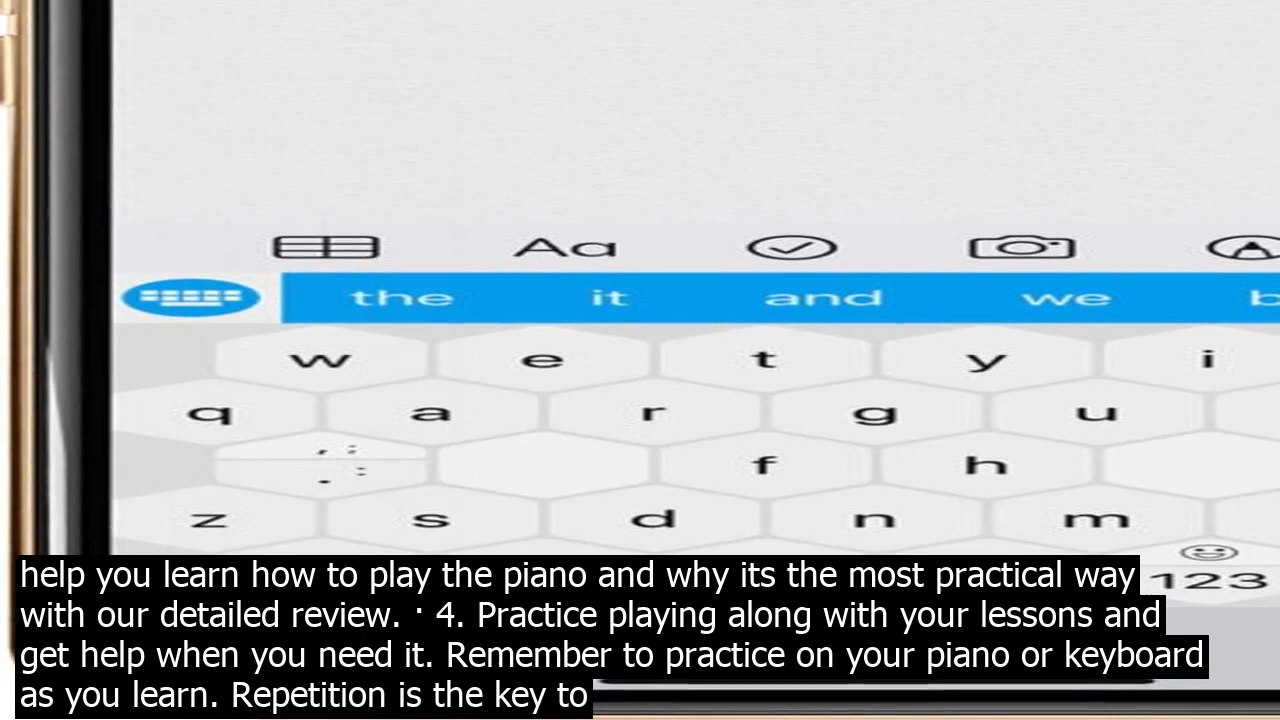 Aa
the it and we b
w e t y i
q a r g u
, ;
. :
f h
z s d n m
123
help you learn how to play the piano and why its the most practical way
with our detailed review. · 4. Practice playing along with your lessons and
get help when you need it. Remember to practice on your piano or keyboard
as you learn. Repetition is the key to